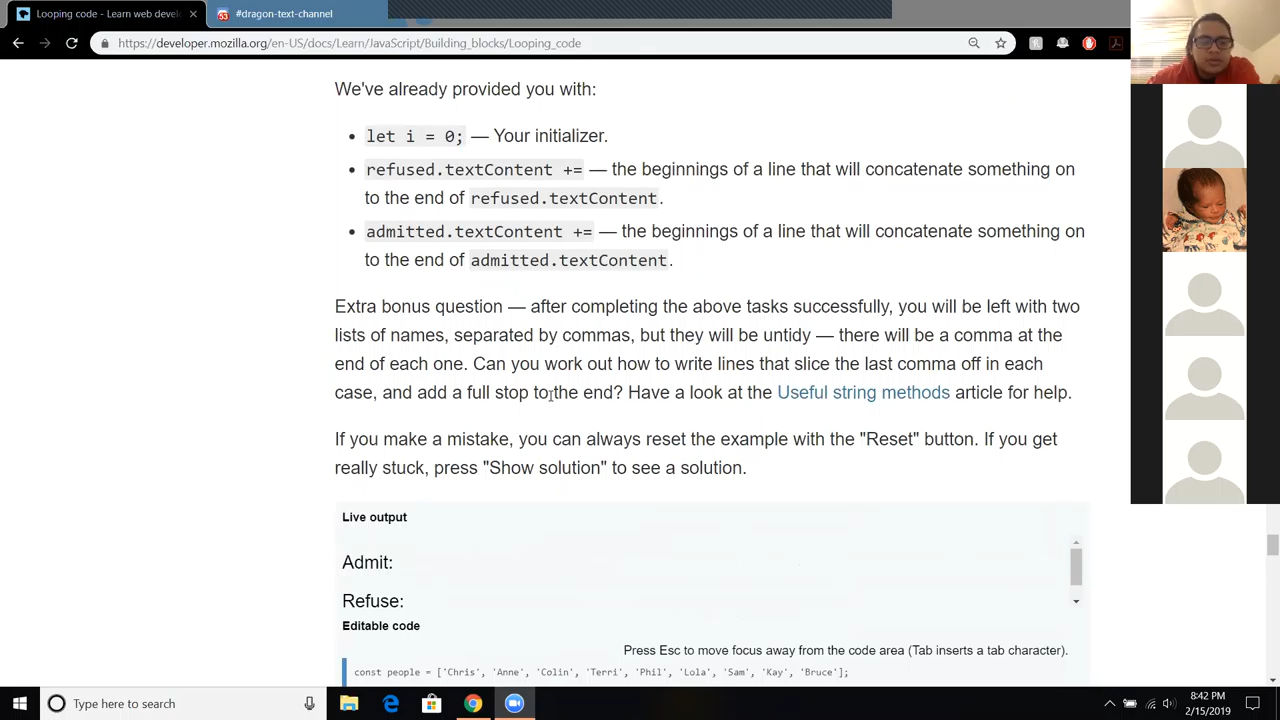 Looping code - Learn web devel
#dragon-text-channel
https://developer.mozilla.org/en-US/docs/Learn/JavaScript/Building_blocks/Looping_code
We've already provided you with:
• let i = 0; — Your initializer.
• refused.textContent += — the beginnings of a line that will concatenate something on
to the end of refused.textContent.
• admitted.textContent += — the beginnings of a line that will concatenate something on
to the end of admitted.textContent.
Extra bonus question — after completing the above tasks successfully, you will be left with two
lists of names, separated by commas, but they will be untidy — there will be a comma at the
end of each one. Can you work out how to write lines that slice the last comma off in each
case, and add a full stop to the end? Have a look at the Useful string methods article for help.
If you make a mistake, you can always reset the example with the "Reset" button. If you get
really stuck, press "Show solution" to see a solution.
Live output
Admit:
Refuse:
Editable code
Press Esc to move focus away from the code area (Tab inserts a tab character).
const people = ['Chris', 'Anne', 'Colin', 'Terri', 'Phil', 'Lola', 'Sam', 'Kay', 'Bruce'];
Type here to search
8:42 PM
2/15/2019